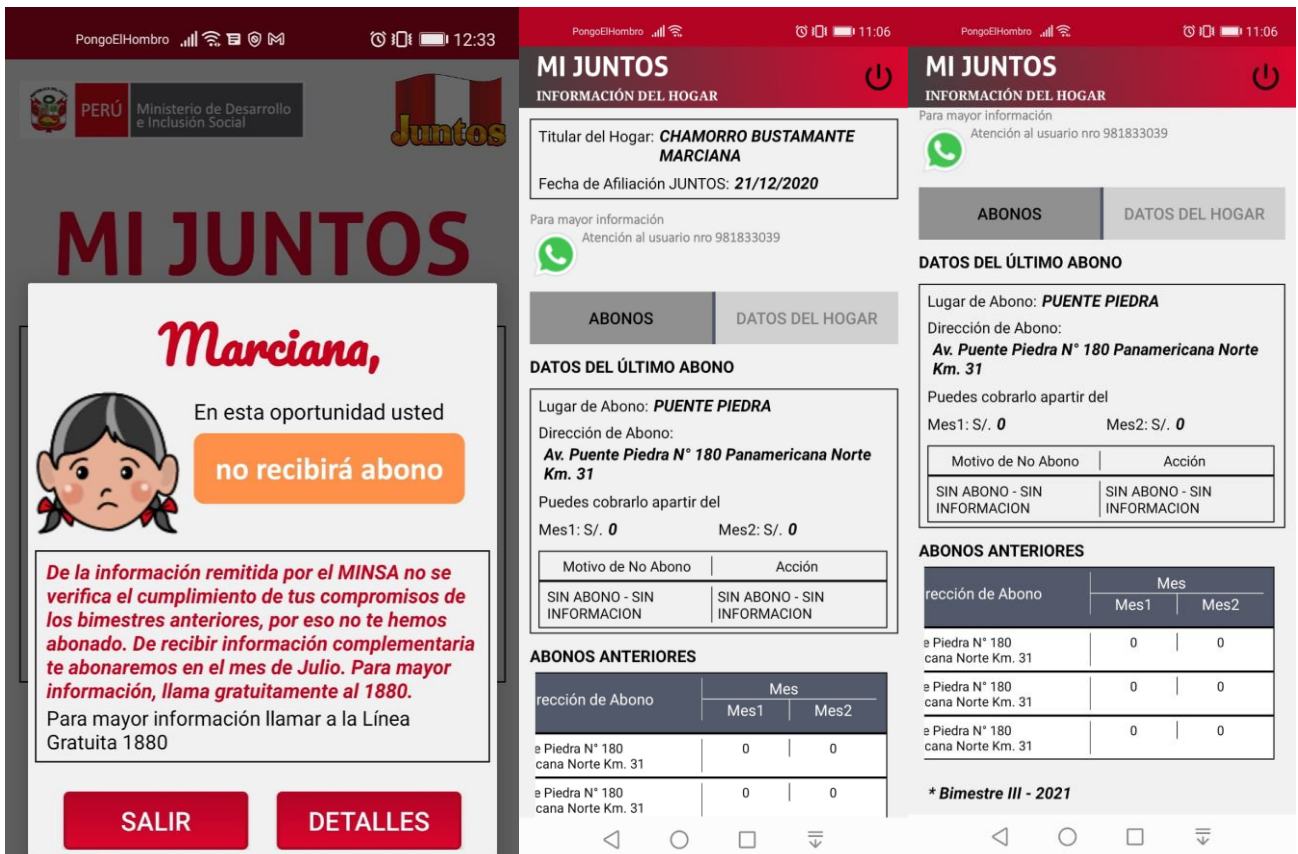 PongoElHombro 12:33
PERÚ Ministerio de Desarrollo
e Inclusión Social
Juntos
MI JUNTOS
Marciana,
En esta oportunidad usted
no recibirá abono
De la información remitida por el MINSA no se
verifica el cumplimiento de tus compromisos de
los bimestres anteriores, por eso no te hemos
abonado. De recibir información complementaria
te abonaremos en el mes de Julio. Para mayor
información, llama gratuitamente al 1880.
Para mayor información llamar a la Línea
Gratuita 1880
SALIR DETALLES
PongoElHombro 11:06
MI JUNTOS
INFORMACIÓN DEL HOGAR
Titular del Hogar: CHAMORRO BUSTAMANTE
MARCIANA
Fecha de Afiliación JUNTOS: 21/12/2020
Para mayor información
Atención al usuario nro 981833039
ABONOS DATOS DEL HOGAR
DATOS DEL ÚLTIMO ABONO
Lugar de Abono: PUENTE PIEDRA
Dirección de Abono:
Av. Puente Piedra N° 180 Panamericana Norte
Km. 31
Puedes cobrarlo apartir del
Mes1: S/. 0 Mes2: S/. 0
Motivo de No Abono Acción
SIN ABONO - SIN SIN ABONO - SIN
INFORMACION INFORMACION
ABONOS ANTERIORES
rección de Abono Mes
Mes1 Mes2
e Piedra N° 180 0 0
cana Norte Km. 31
e Piedra N° 180 0 0
cana Norte Km. 31
PongoElHombro 11:06
MI JUNTOS
INFORMACIÓN DEL HOGAR
Para mayor información
Atención al usuario nro 981833039
ABONOS DATOS DEL HOGAR
DATOS DEL ÚLTIMO ABONO
Lugar de Abono: PUENTE PIEDRA
Dirección de Abono:
Av. Puente Piedra N° 180 Panamericana Norte
Km. 31
Puedes cobrarlo apartir del
Mes1: S/. 0 Mes2: S/. 0
Motivo de No Abono Acción
SIN ABONO - SIN SIN ABONO - SIN
INFORMACION INFORMACION
ABONOS ANTERIORES
rección de Abono Mes
Mes1 Mes2
e Piedra N° 180 0 0
cana Norte Km. 31
e Piedra N° 180 0 0
cana Norte Km. 31
e Piedra N° 180 0 0
cana Norte Km. 31
* Bimestre III - 2021